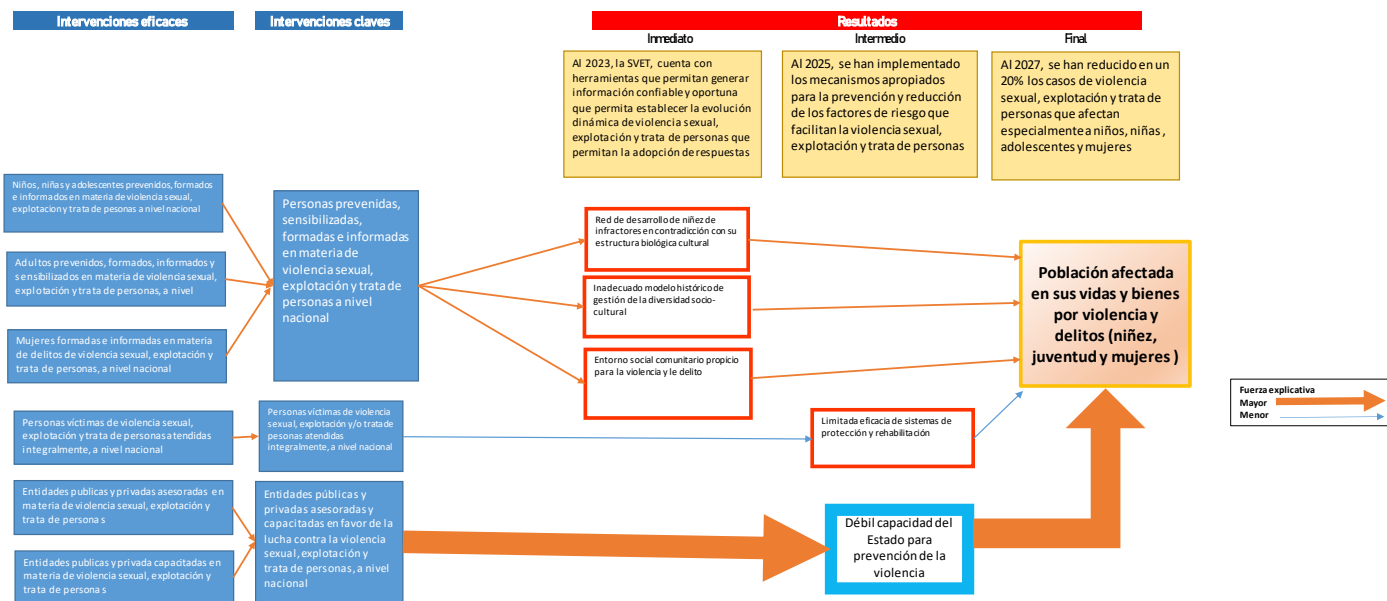 Intervenciones eficaces
Intervenciones claves
Resultados
Inmediato
Intermedio
Final
Al 2023, la SVET, cuenta con
herramientas que permitan generar
información confiable y oportuna
que permita establecer la evolución
dinámica de violencia sexual,
explotación y trata de personas que
permitan la adopción de respuestas
Al 2025, se han implementado
los mecanismos apropiados
para la prevención y reducción
de los factores de riesgo que
facilitan la violencia sexual,
explotación y trata de personas
Al 2027, se han reducido en un
20% los casos de violencia
sexual, explotación y trata de
personas que afectan
especialmente a niños, niñas ,
adolescentes y mujeres
Niños, niñas y adolescentes prevenidos, formados
e informados en materia de violencia sexual,
explotacion y trata de pesonas a nivel nacional
Adultos prevenidos, formados, informados y
sensibilizados en materia de violencia sexual,
explotación y trata de personas, a nivel
Mujeres formadas e informadas en materia
de delitos de violencia sexual, explotación y
trata de personas, a nivel nacional
Personas prevenidas,
sensibilizadas,
formadas e informadas
en materia de
violencia sexual,
explotación y trata de
personas a nivel
nacional
Red de desarrollo de niñez de
infractores en contradicción con su
estructura biológica cultural
Inadecuado modelo histórico de
gestión de la diversidad socio-
cultural
Entorno social comunitario propicio
para la violencia y le delito
Población afectada
en sus vidas y bienes
por violencia y
delitos (niñez,
juventud y mujeres )
Fuerza explicativa
Mayor
Menor
Personas víctimas de violencia sexual,
explotación y trata de personas atendidas
integralmente, a nivel nacional
Personas víctimas de violencia
sexual, explotación y/o trata de
pesonas atendidas
integralmente, a nivel nacional
Limitada eficacia de sistemas de
protección y rehabilitación
Entidades publicas y privadas asesoradas en
materia de violencia sexual, explotación y
trata de personas
Entidades publicas y privada capacitadas en
materia de violencia sexual, explotación y
trata de personas
Entidades públicas y
privadas asesoradas y
capacitadas en favor de la
lucha contra la violencia
sexual, explotación y
trata de personas, a nivel
nacional
Débil capacidad del
Estado para
prevención de la
violencia